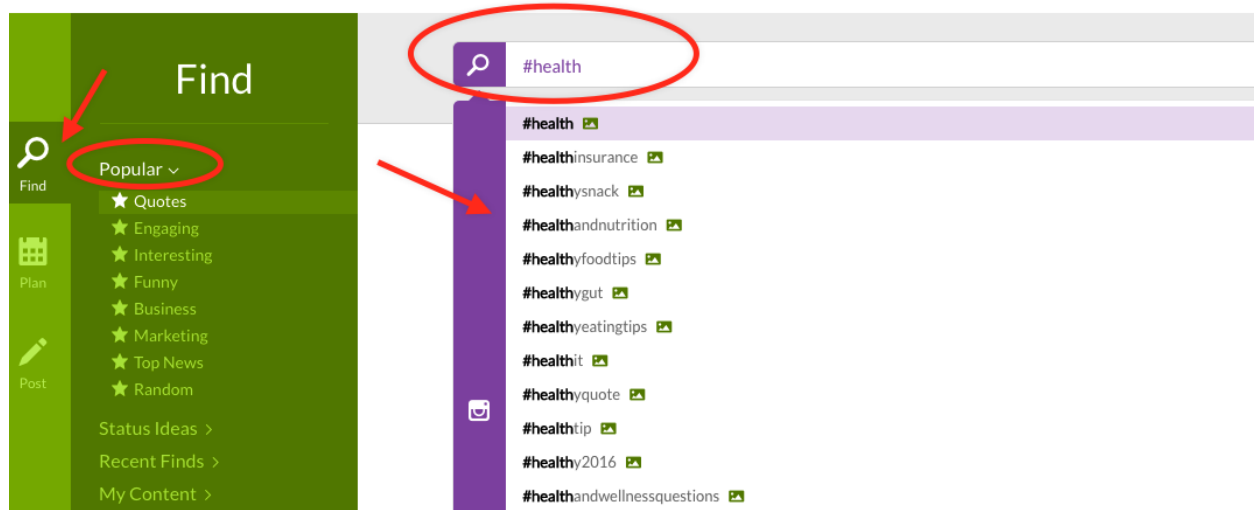 Find
Plan
Post
Find
Popular
Quotes
Engaging
Interesting
Funny
Business
Marketing
Top News
Random
Status Ideas >
Recent Finds >
My Content >
#health
#health
#healthinsurance
#healthysnack
#healthandnutrition
#healthyfoodtips
#healthygut
#healthyeatingtips
#healthit
#healthyquote
#healthtip
#healthy2016
#healthandwellnessquestions